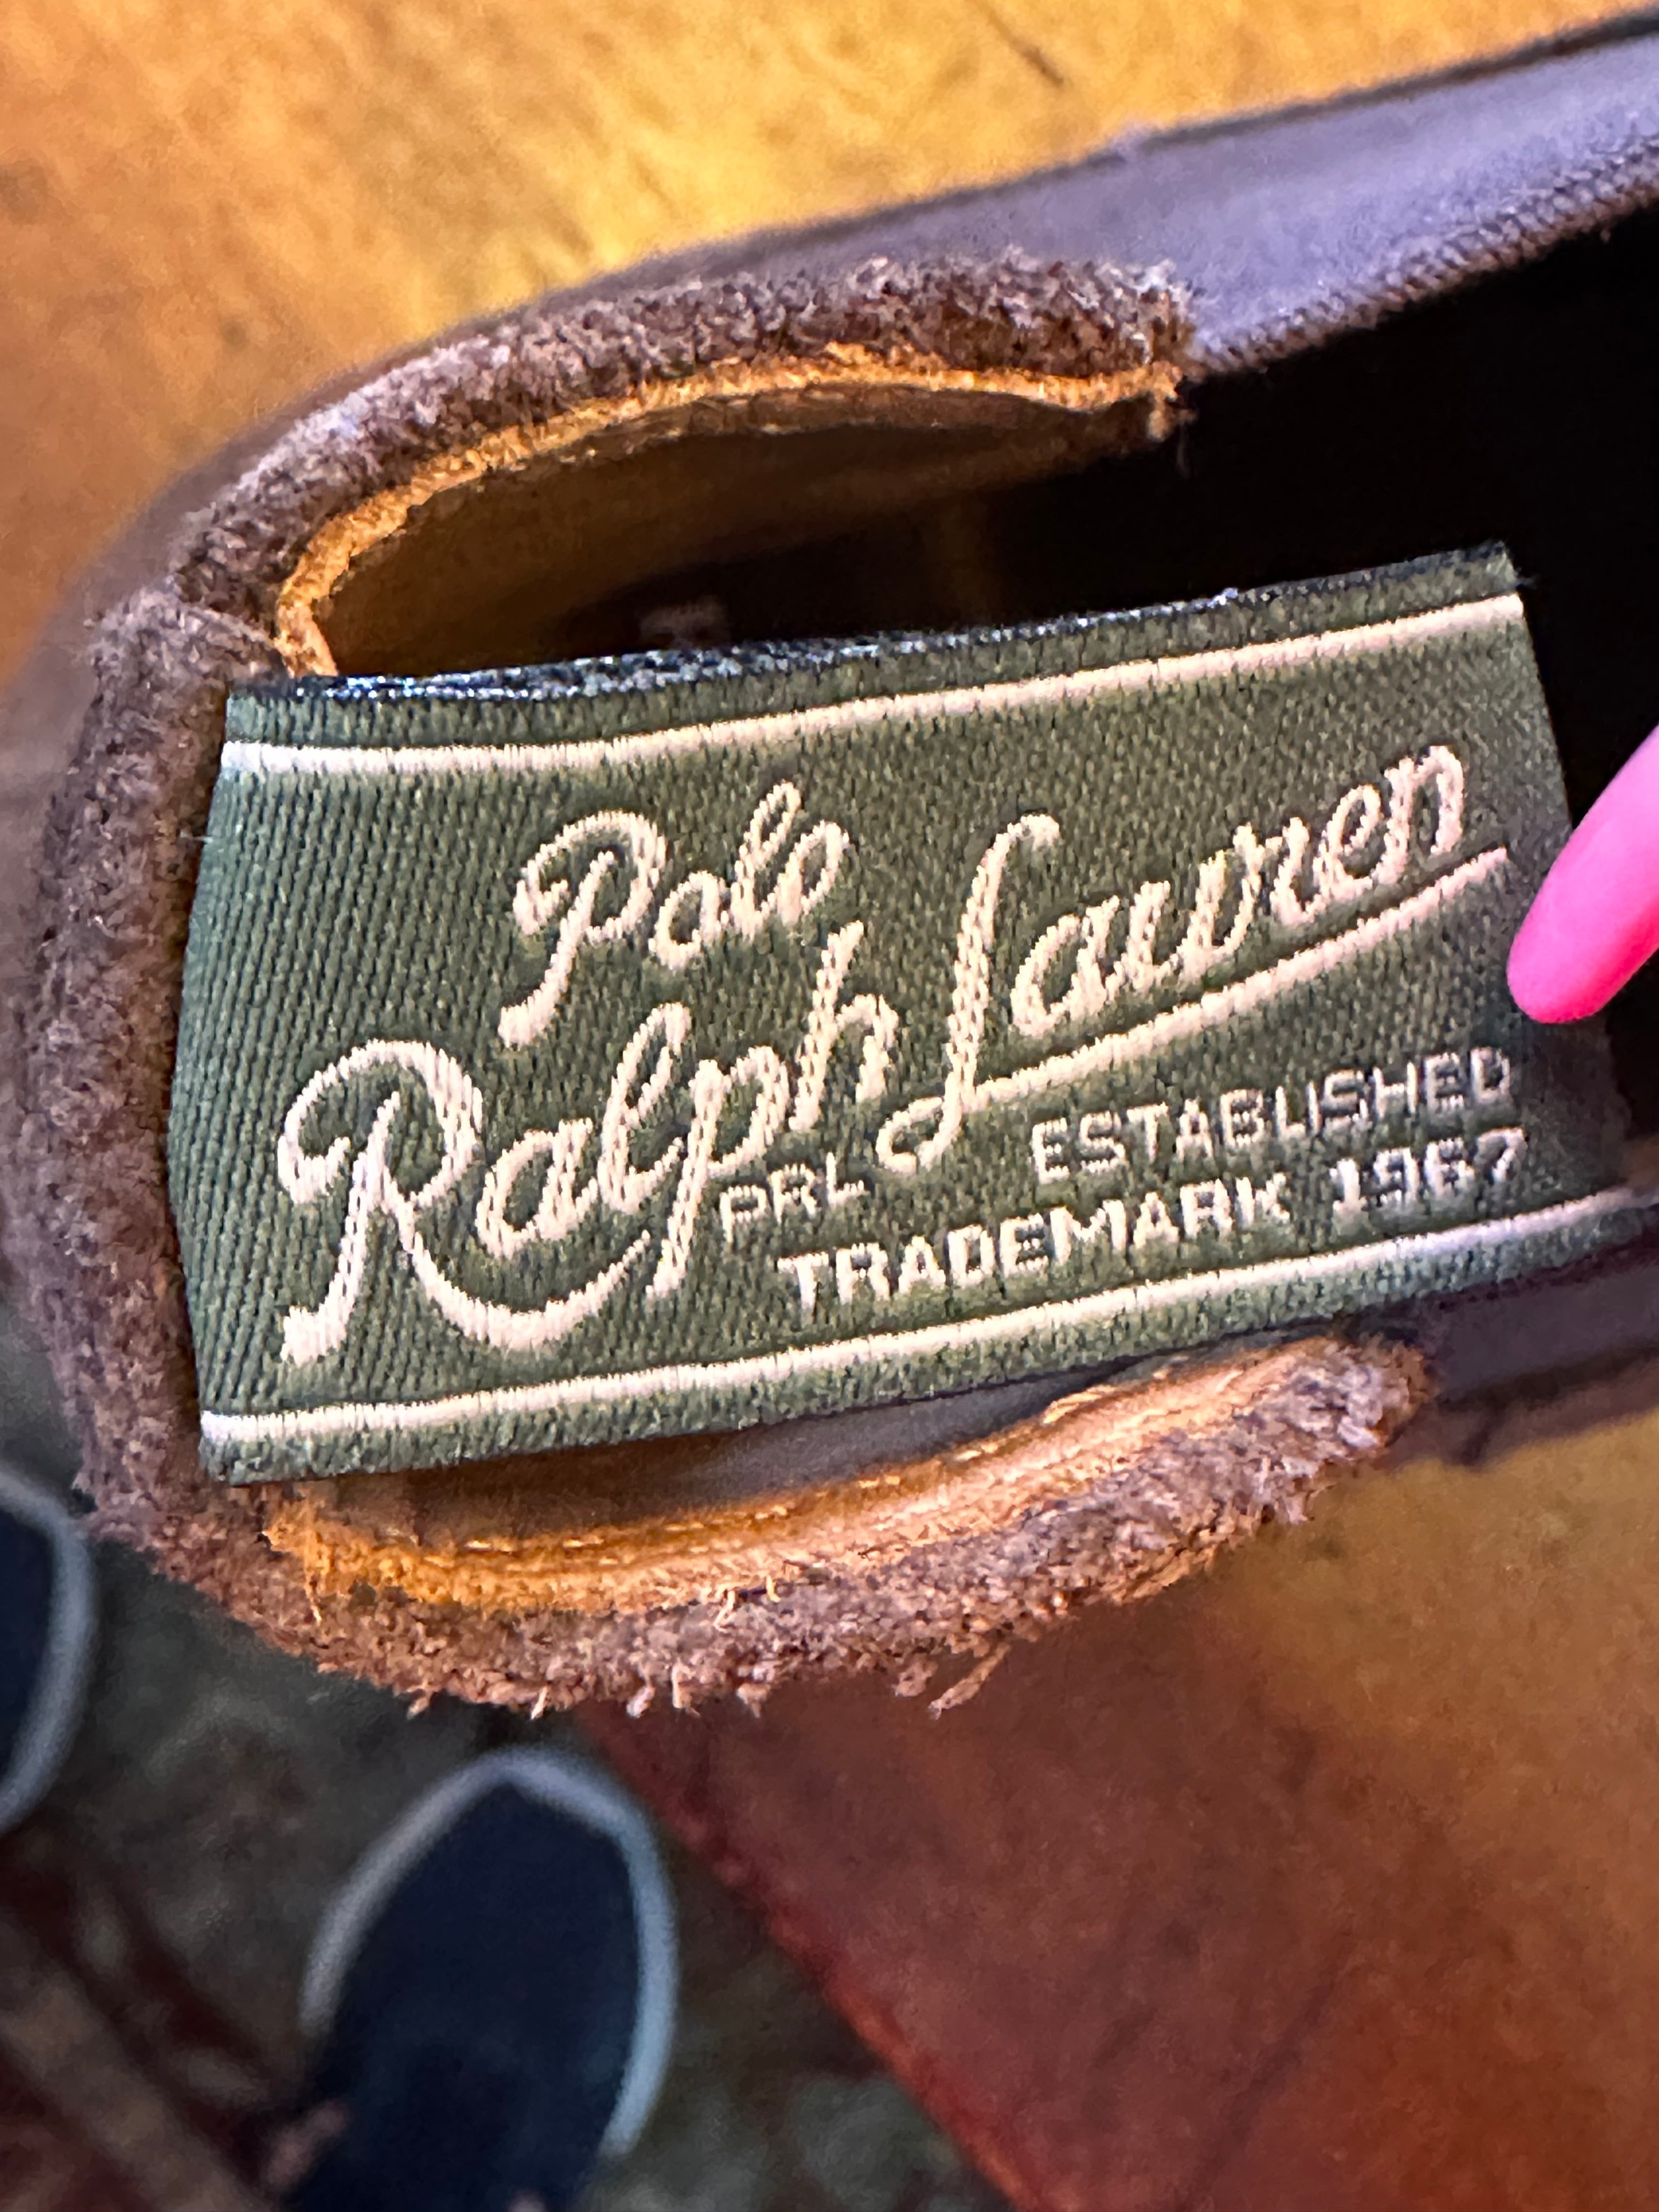 Polo
Ralph Lauren
PRL ESTABLISHED
TRADEMARK 1967